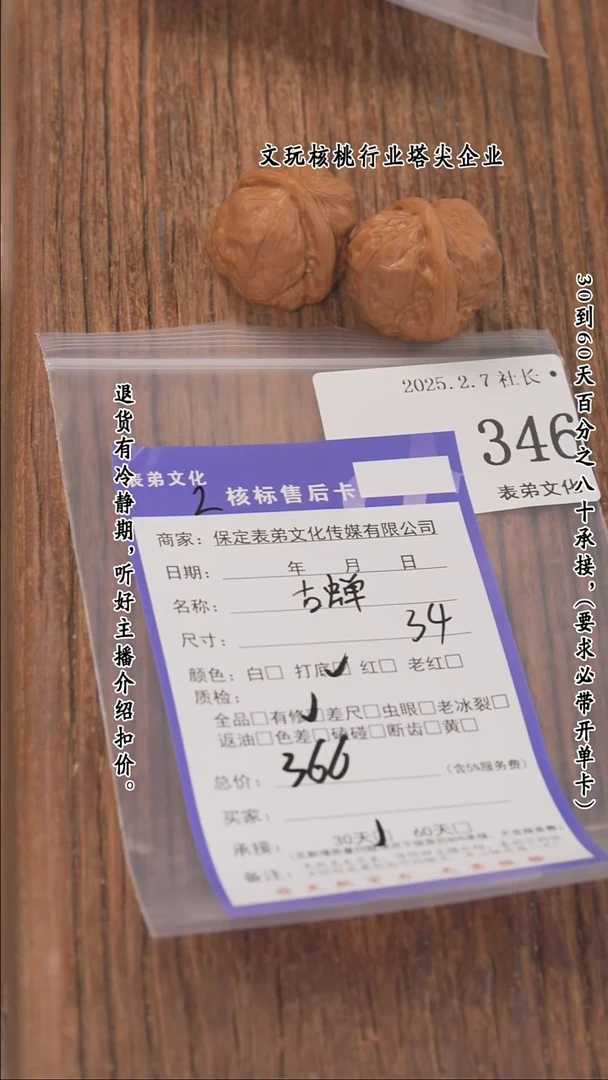 文玩核桃行业塔尖企业
30到60天百分之八十承接，（要求必带开单卡）
退货有冷静期，听好主播介绍扣价。
2025.2.7 社长
346
表弟文化
表弟文化
2 核标售后卡
商家：保定表弟文化传媒有限公司
日期： 年 月 日
名称： 古蝉
尺寸： 34
颜色：白□ 打底☑ 红□ 老红□
质检：
全品□有修☑差尺□虫眼□老冰裂□
返油□色差□磕碰□断齿□黄□
总价： 366 （含5%服务费）
买家：
承接： 30天☑ 60天□
备注：